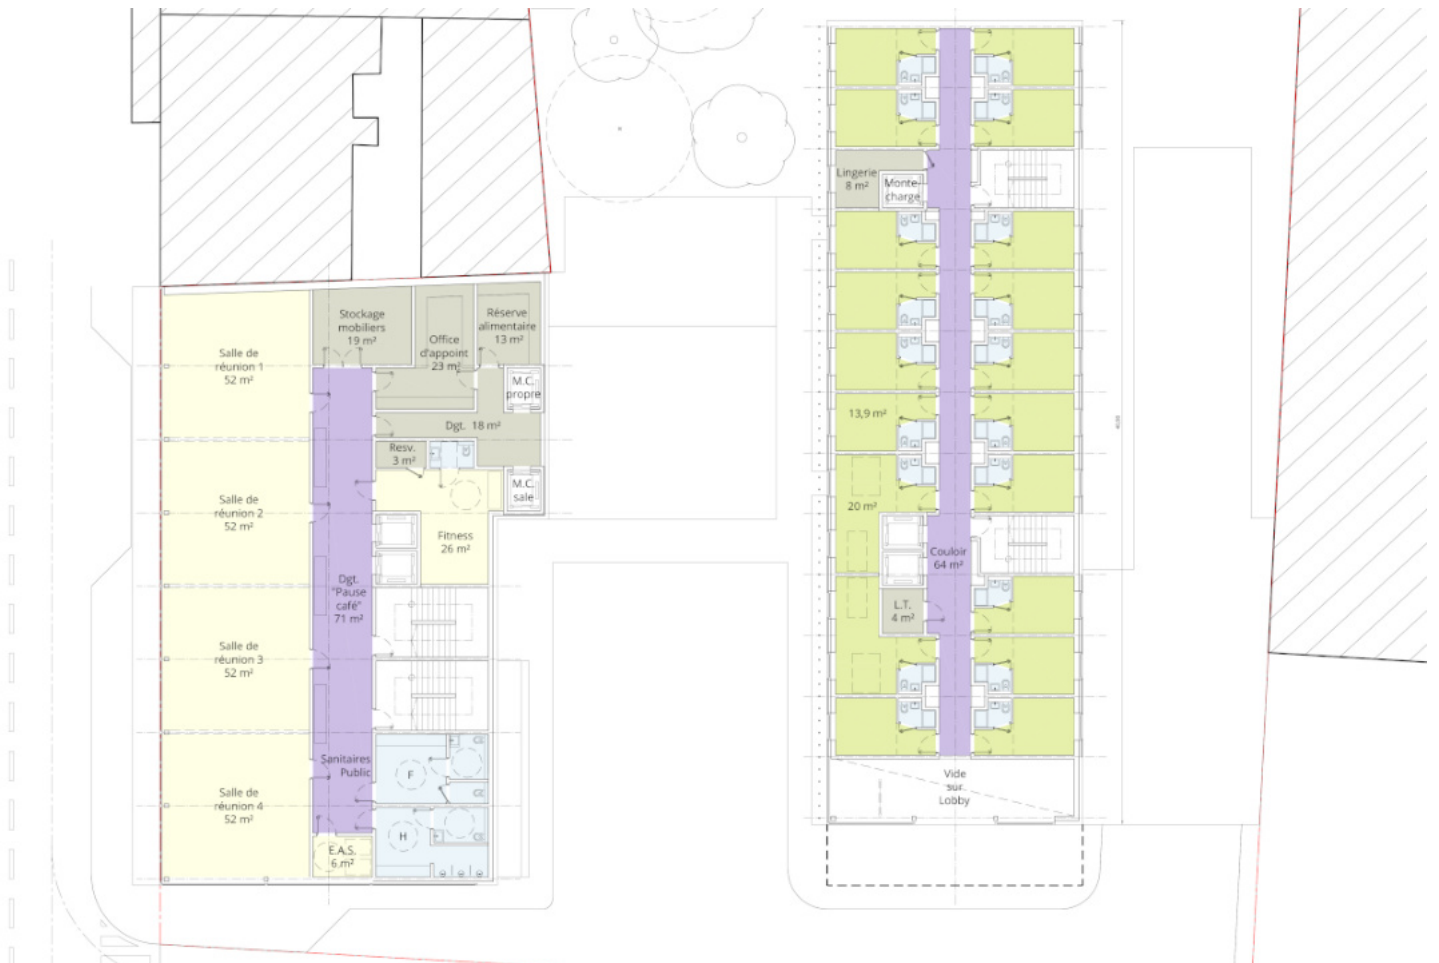 Stockage
mobiliers
19 m²
Office
d'appoint
23 m²
Réserve
alimentaire
13 m²
Salle de
réunion 1
52 m²
M.C.
propre
Dgt. 18 m²
Resv.
3 m²
M.C.
sale
Salle de
réunion 2
52 m²
Fitness
26 m²
Dgt.
"Pause
café"
71 m²
Salle de
réunion 3
52 m²
Sanitaires
Public
F
Salle de
réunion 4
52 m²
H
E.A.S.
6 m²
Lingerie
8 m²
Monte-
charge
13,9 m²
20 m²
Couloir
64 m²
L.T.
4 m²
Vide
sur
Lobby